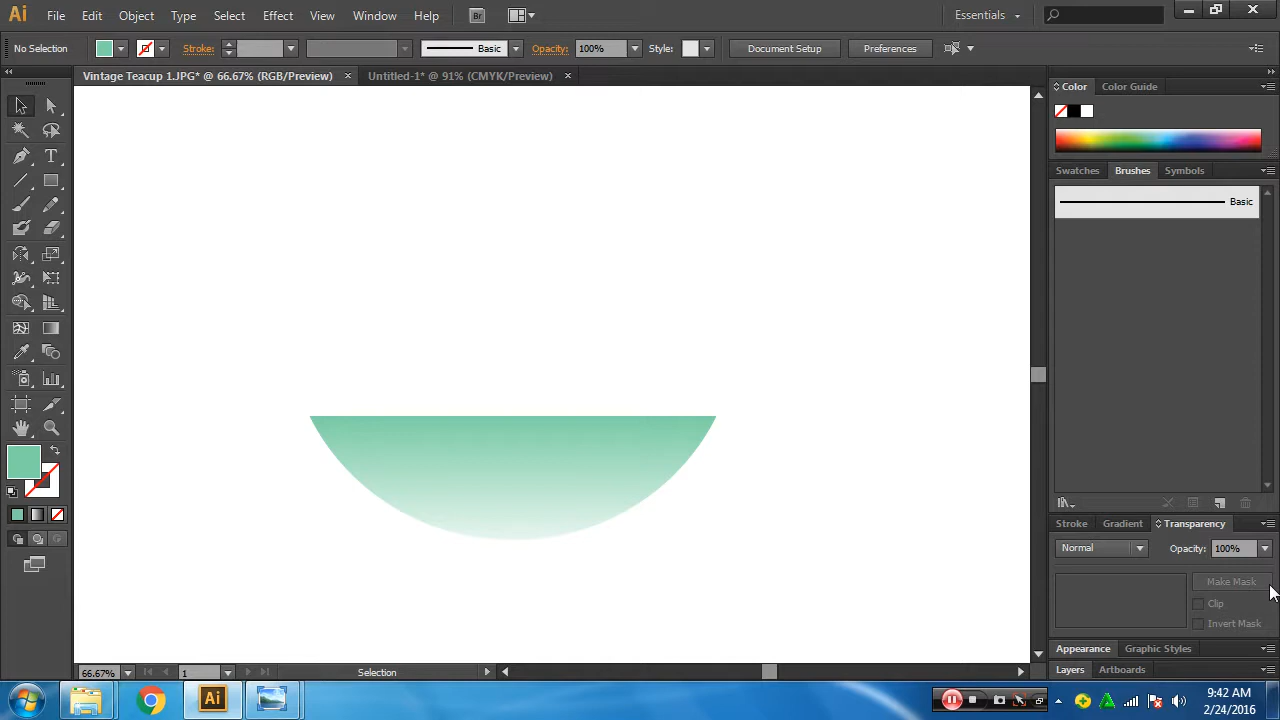 Ai File Edit Object Type Select Effect View Window Help Br Essentials
No Selection Stroke: Basic Opacity: 100% Style: Document Setup Preferences
Vintage Teacup 1.JPG* @ 66.67% (RGB/Preview) Untitled-1* @ 91% (CMYK/Preview)
Color Color Guide
Swatches Brushes Symbols
Basic
Stroke Gradient Transparency
Normal Opacity: 100%
Make Mask
Clip
Invert Mask
Appearance Graphic Styles
Layers Artboards
66.67% 1 Selection
Ai
9:42 AM
2/24/2016